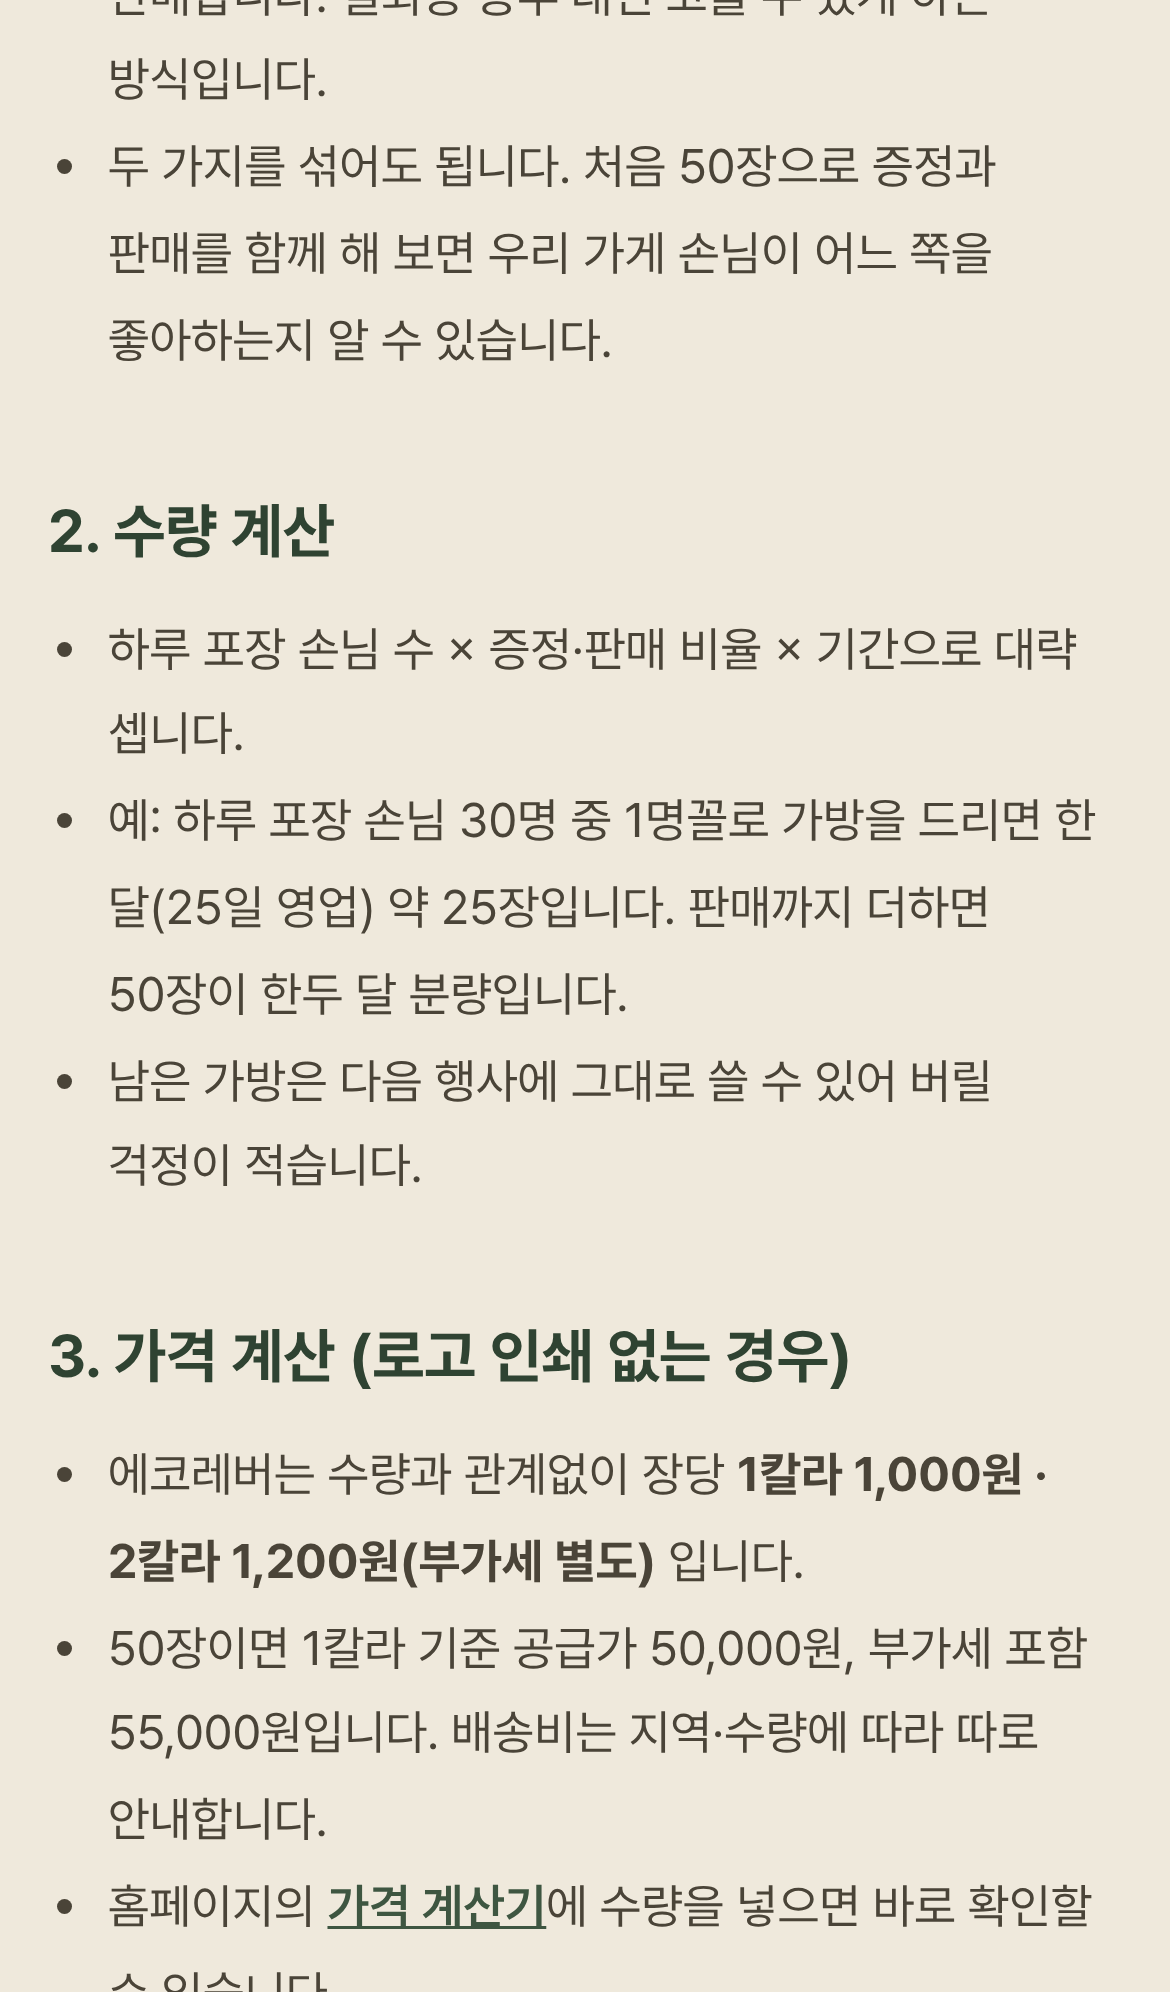 방식입니다.
• 두 가지를 섞어도 됩니다. 처음 50장으로 증정과
판매를 함께 해 보면 우리 가게 손님이 어느 쪽을
좋아하는지 알 수 있습니다.
2. 수량 계산
• 하루 포장 손님 수 × 증정·판매 비율 × 기간으로 대략
셉니다.
• 예: 하루 포장 손님 30명 중 1명꼴로 가방을 드리면 한
달(25일 영업) 약 25장입니다. 판매까지 더하면
50장이 한두 달 분량입니다.
• 남은 가방은 다음 행사에 그대로 쓸 수 있어 버릴
걱정이 적습니다.
3. 가격 계산 (로고 인쇄 없는 경우)
• 에코레버는 수량과 관계없이 장당 1칼라 1,000원 ·
2칼라 1,200원(부가세 별도) 입니다.
• 50장이면 1칼라 기준 공급가 50,000원, 부가세 포함
55,000원입니다. 배송비는 지역·수량에 따라 따로
안내합니다.
• 홈페이지의 가격 계산기에 수량을 넣으면 바로 확인할
수 있습니다